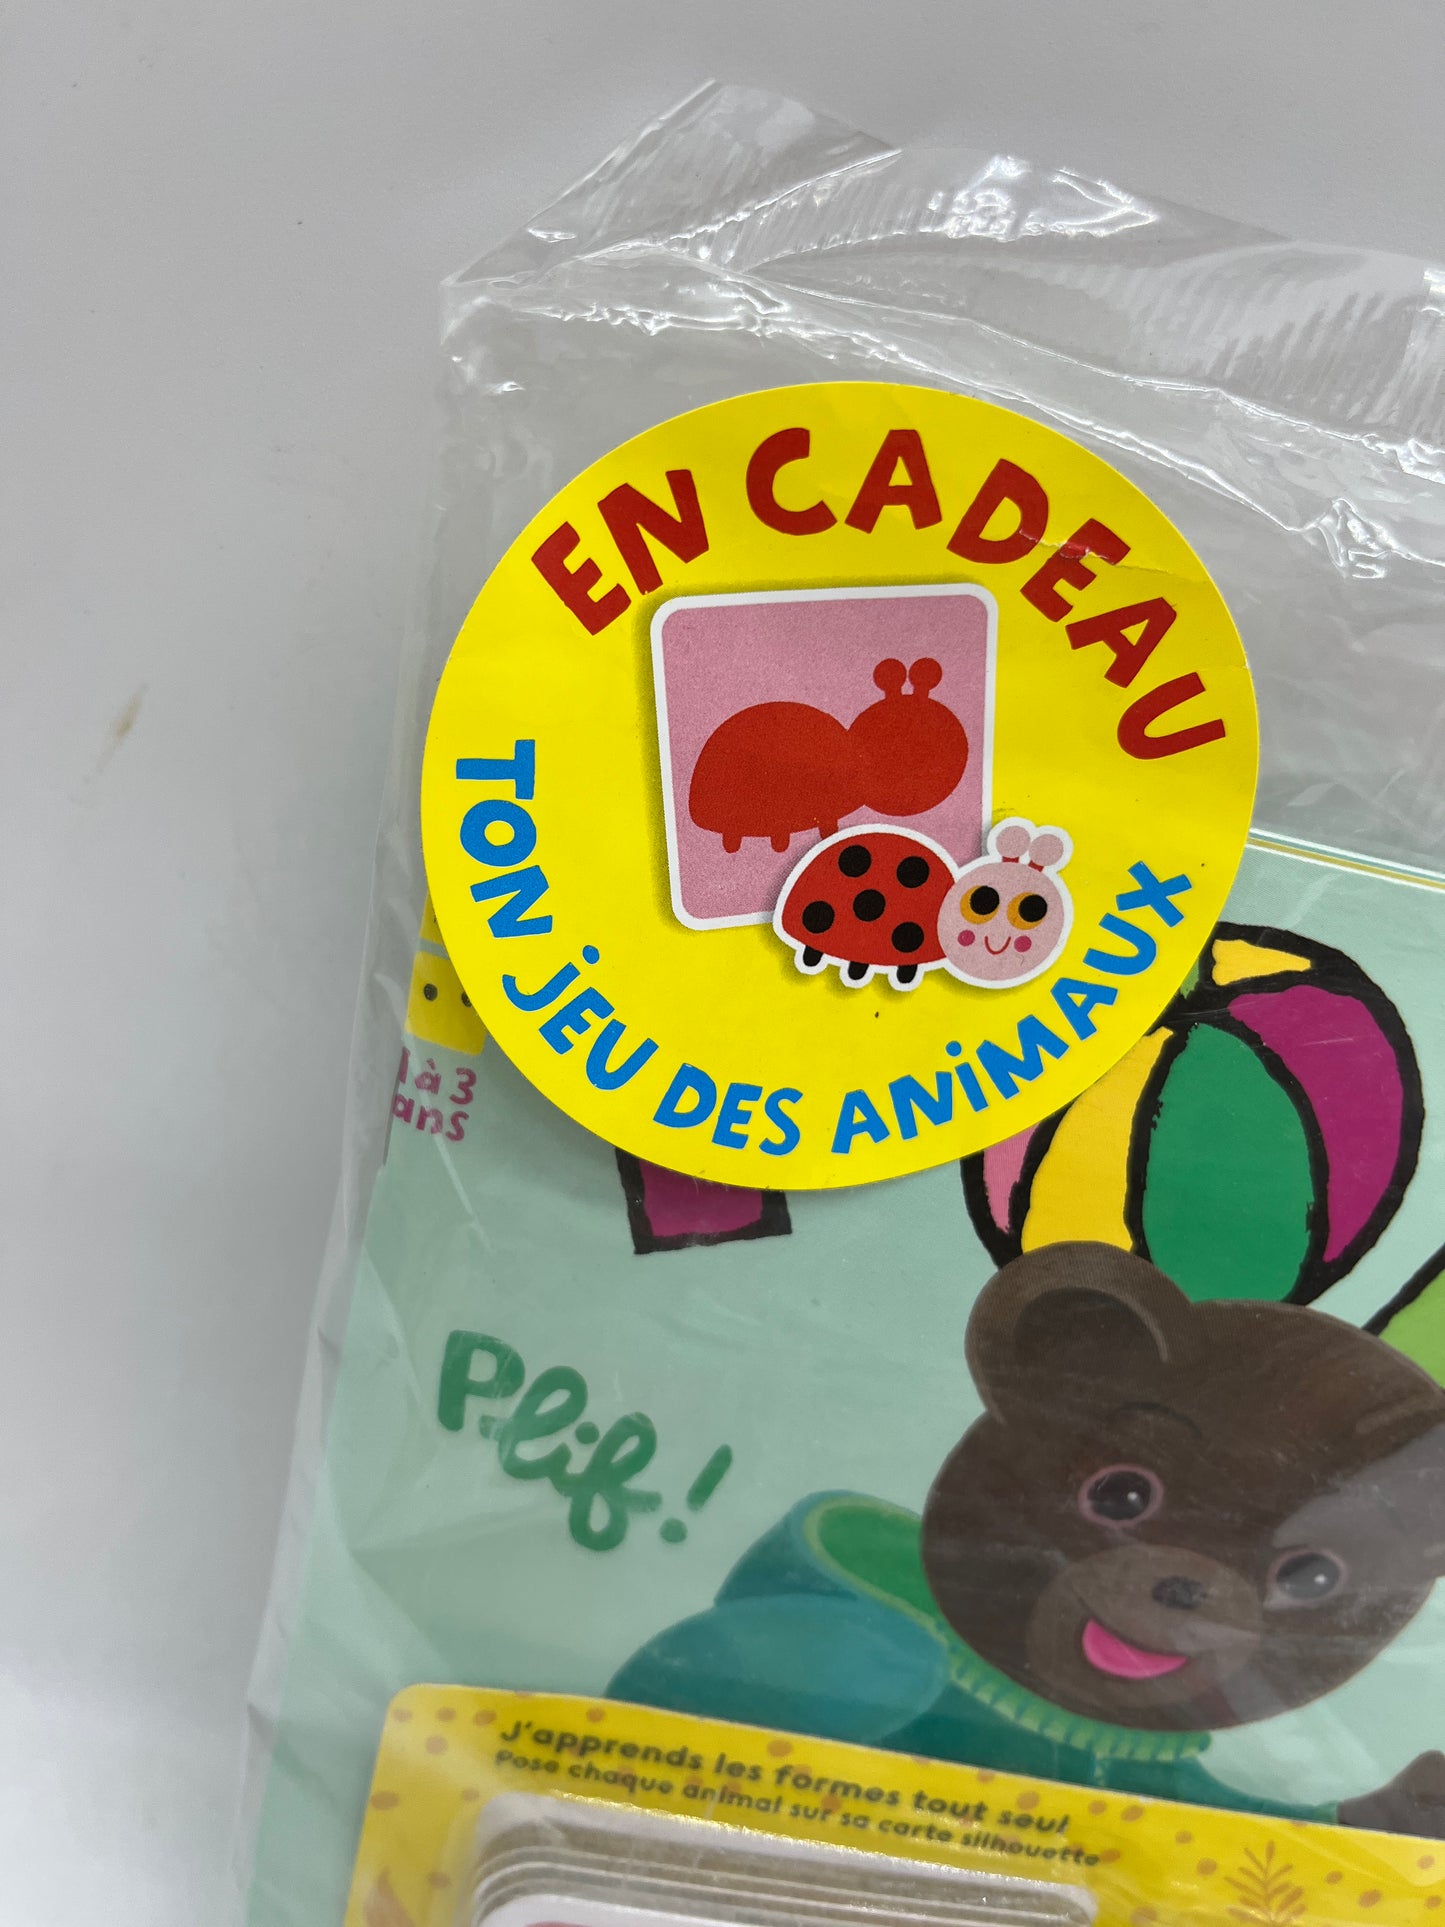 EN CADEAU
TON JEU DES ANIMAUX
1 à 3
ans
Plif!
J'apprends les formes tout seul
Pose chaque animal sur sa carte silhouette